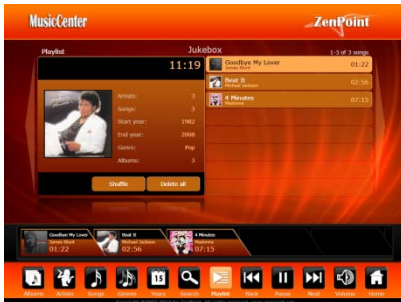 MusicCenter
ZenPoint
Playlist
Jukebox
1-3 of 3 songs
11:19
Artists: 3
Songs: 3
Start year: 1982
End year: 2008
Genre: Pop
Albums: 3
Shuffle
Delete all
Goodbye My Lover
James Blunt
01:22
Beat It
Michael Jackson
02:56
4 Minutes
Madonna
07:15
Goodbye My Lover
James Blunt
01:22
Beat It
Michael Jackson
02:56
4 Minutes
Madonna
07:15
15
Albums
Artists
Songs
Genres
Years
Search
Playlist
Back
Pause
Next
Volume
Home